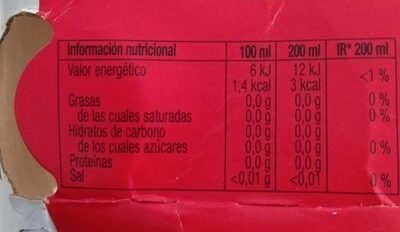 Información nutricional 100 ml 200 ml IR* 200 ml
Valor energético 6 kJ 12 kJ <1 %
1,4 kcal 3 kcal
Grasas 0,0 g 0,0 g 0 %
de las cuales saturadas 0,0 g 0,0 g 0 %
Hidratos de carbono 0,0 g 0,0 g
de los cuales azúcares 0,0 g 0,0 g 0 %
Proteínas 0,0 g 0,0 g
Sal <0,01 g <0,01 0 %